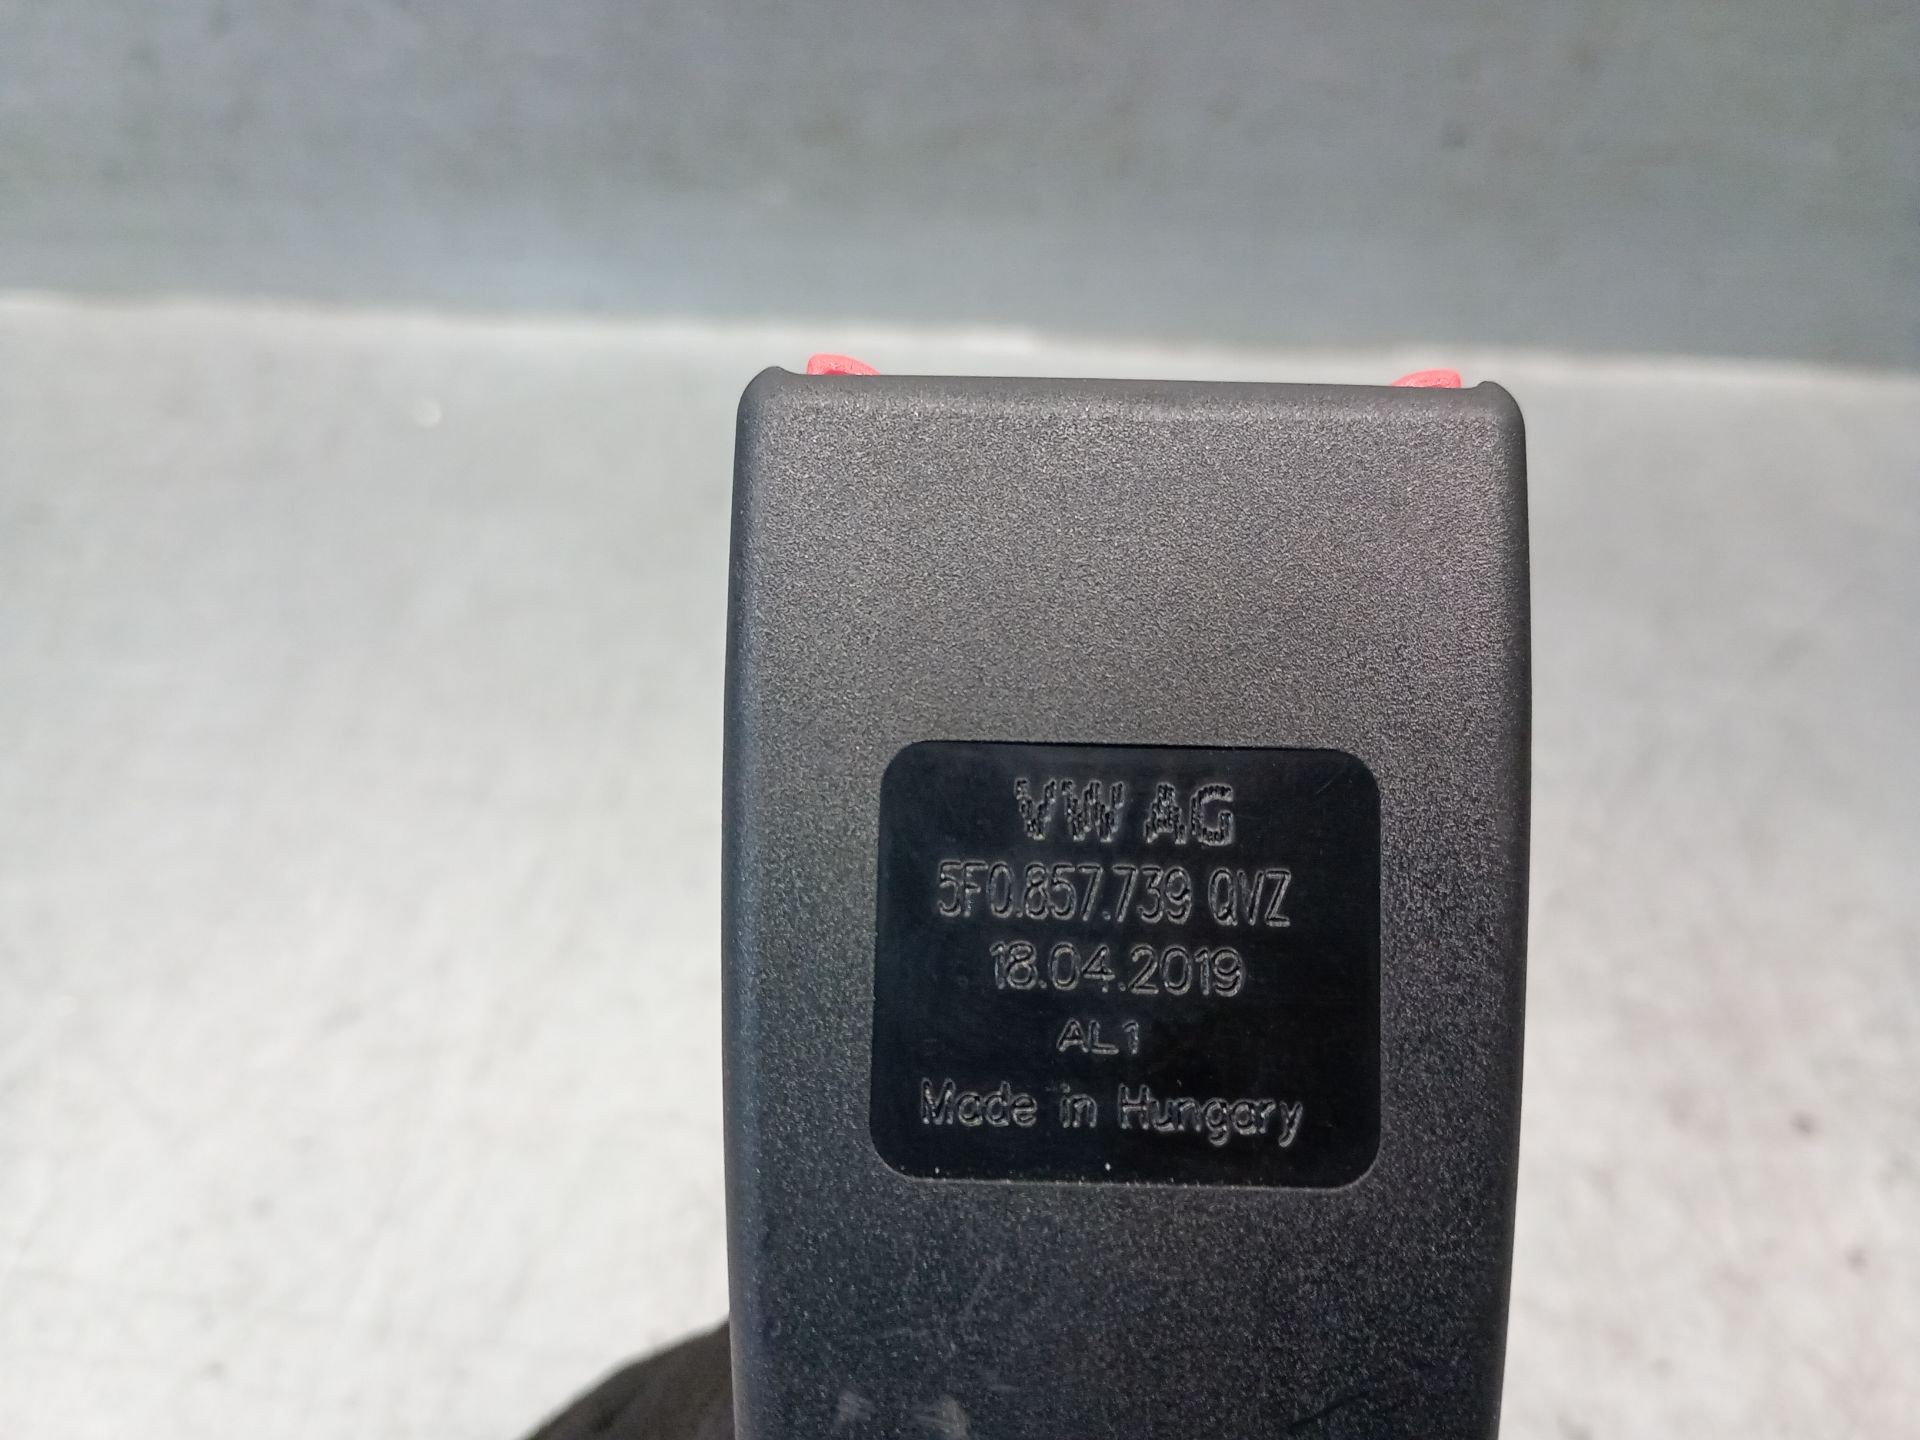 VW AG
5F0.857.739 QVZ
18.04.2019
AL1
Made in Hungary